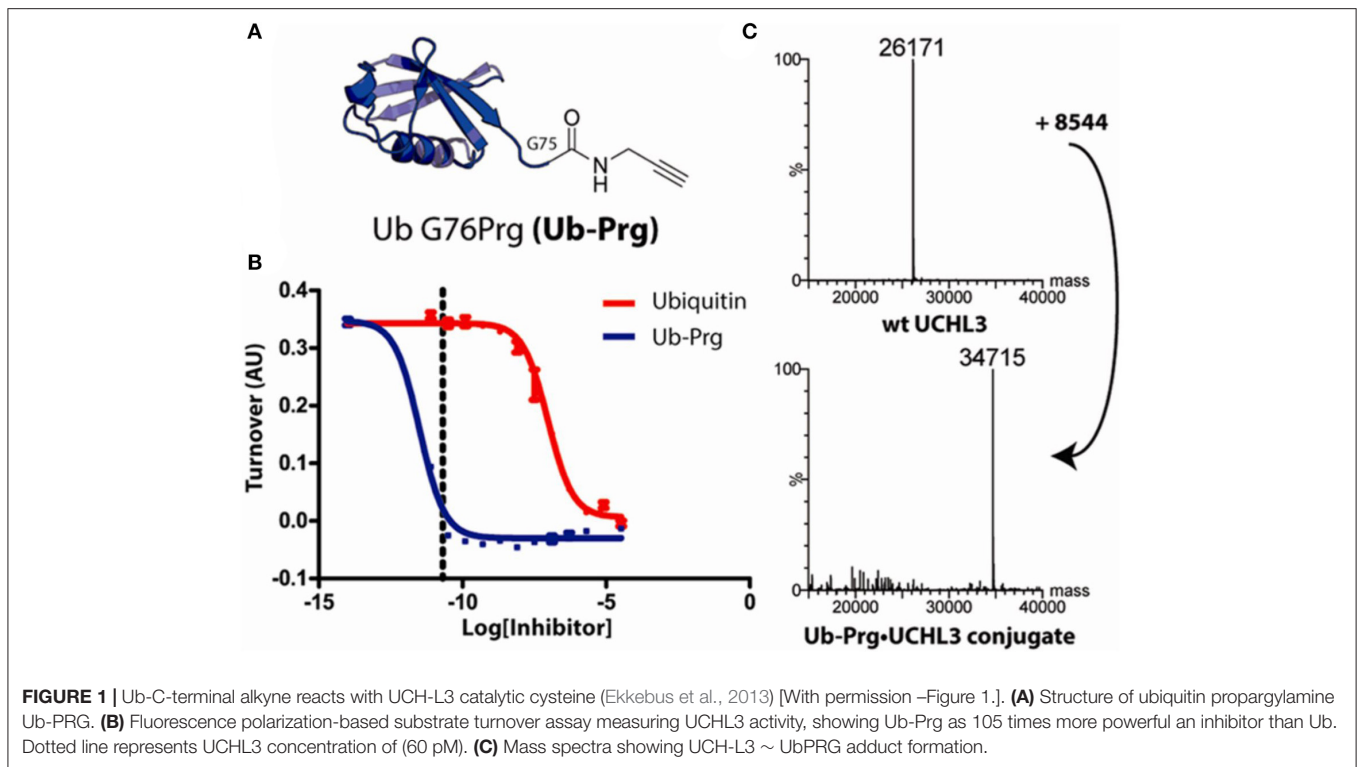 A
G75
O
N
H
Ub G76Prg (Ub-Prg)
B
0.4
0.3
0.2
0.1
0.0
-0.1
Turnover (AU)
Ubiquitin
Ub-Prg
-15
-10
-5
0
Log[Inhibitor]
C
26171
100
%
0
mass
20000
30000
40000
wt UCHL3
+ 8544
34715
100
%
0
mass
20000
30000
40000
Ub-Prg•UCHL3 conjugate
FIGURE 1 | Ub-C-terminal alkyne reacts with UCH-L3 catalytic cysteine (Ekkebus et al., 2013) [With permission –Figure 1.]. (A) Structure of ubiquitin propargylamine
Ub-PRG. (B) Fluorescence polarization-based substrate turnover assay measuring UCHL3 activity, showing Ub-Prg as 105 times more powerful an inhibitor than Ub.
Dotted line represents UCHL3 concentration of (60 pM). (C) Mass spectra showing UCH-L3 ∼ UbPRG adduct formation.